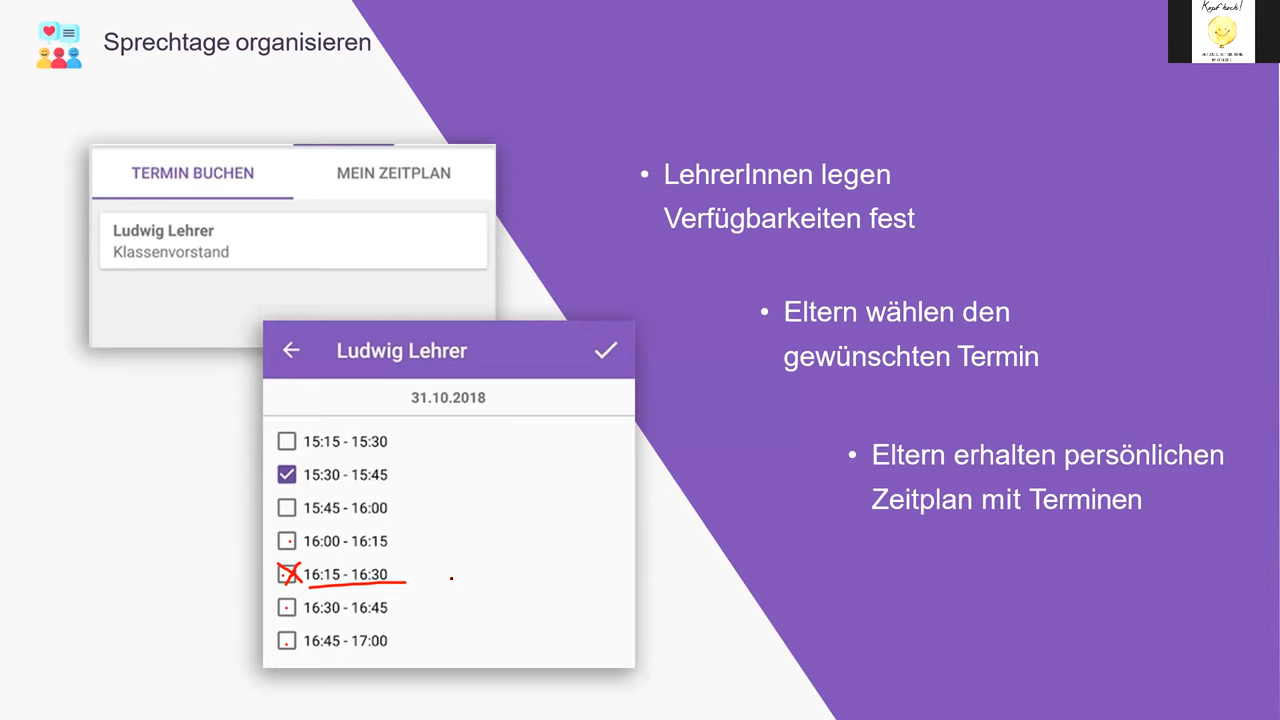 Sprechtage organisieren
Kopf hoch!
TERMIN BUCHEN
MEIN ZEITPLAN
Ludwig Lehrer
Klassenvorstand
Ludwig Lehrer
31.10.2018
15:15 - 15:30
15:30 - 15:45
15:45 - 16:00
16:00 - 16:15
16:15 - 16:30
16:30 - 16:45
16:45 - 17:00
• LehrerInnen legen
Verfügbarkeiten fest
• Eltern wählen den
gewünschten Termin
• Eltern erhalten persönlichen
Zeitplan mit Terminen